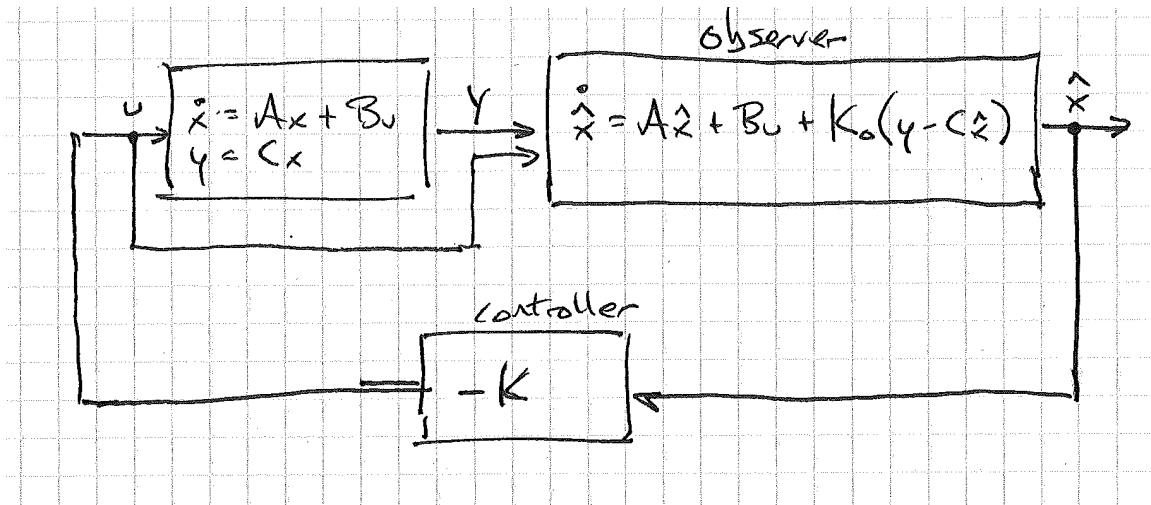 observer
u
ẋ = Ax + Bu
y = Cx
y
x̂̇ = Ax̂ + Bu + K₀(y - Cx̂)
x̂
controller
- K